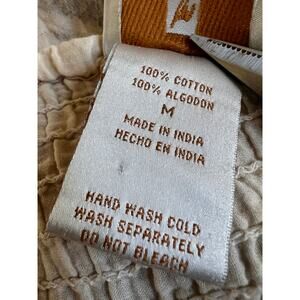 100% COTTON
100% ALGODON
M
MADE IN INDIA
HECHO EN INDIA
HAND WASH COLD
WASH SEPARATELY
DO NOT BLEACH